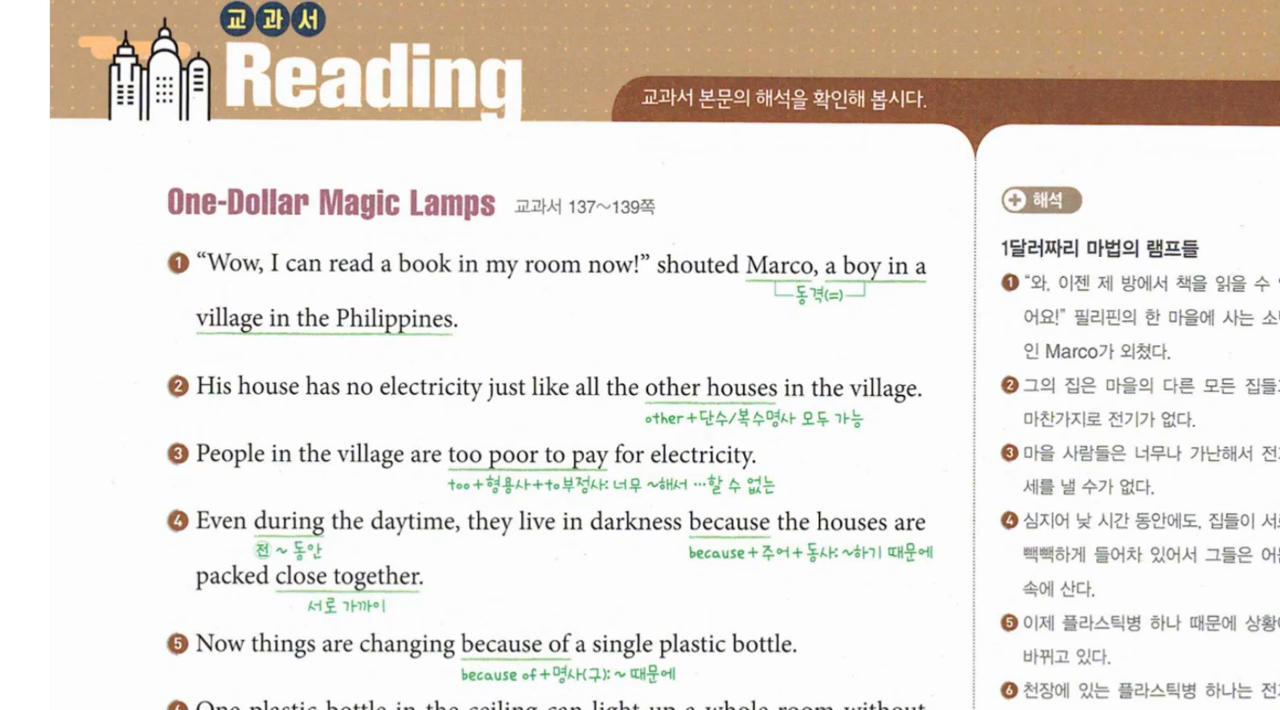 교과서
Reading
교과서 본문의 해석을 확인해 봅시다.
One-Dollar Magic Lamps 교과서 137~139쪽
1 “Wow, I can read a book in my room now!” shouted Marco, a boy in a
동격(=)
village in the Philippines.
2 His house has no electricity just like all the other houses in the village.
other+단수/복수명사 모두 가능
3 People in the village are too poor to pay for electricity.
too+형용사+to부정사: 너무 ~해서 …할 수 없는
4 Even during the daytime, they live in darkness because the houses are
전 ~ 동안
because+주어+동사: ~하기 때문에
packed close together.
서로 가까이
5 Now things are changing because of a single plastic bottle.
because of+명사(구): ~ 때문에
6 One plastic bottle in the ceiling can light up a whole room without
해석
1달러짜리 마법의 램프들
1 “와, 이젠 제 방에서 책을 읽을 수
어요!” 필리핀의 한 마을에 사는 소
인 Marco가 외쳤다.
2 그의 집은 마을의 다른 모든 집들
마찬가지로 전기가 없다.
3 마을 사람들은 너무나 가난해서 전
세를 낼 수가 없다.
4 심지어 낮 시간 동안에도, 집들이 서
빽빽하게 들어차 있어서 그들은 어
속에 산다.
5 이제 플라스틱병 하나 때문에 상황
바뀌고 있다.
6 천장에 있는 플라스틱병 하나는 전